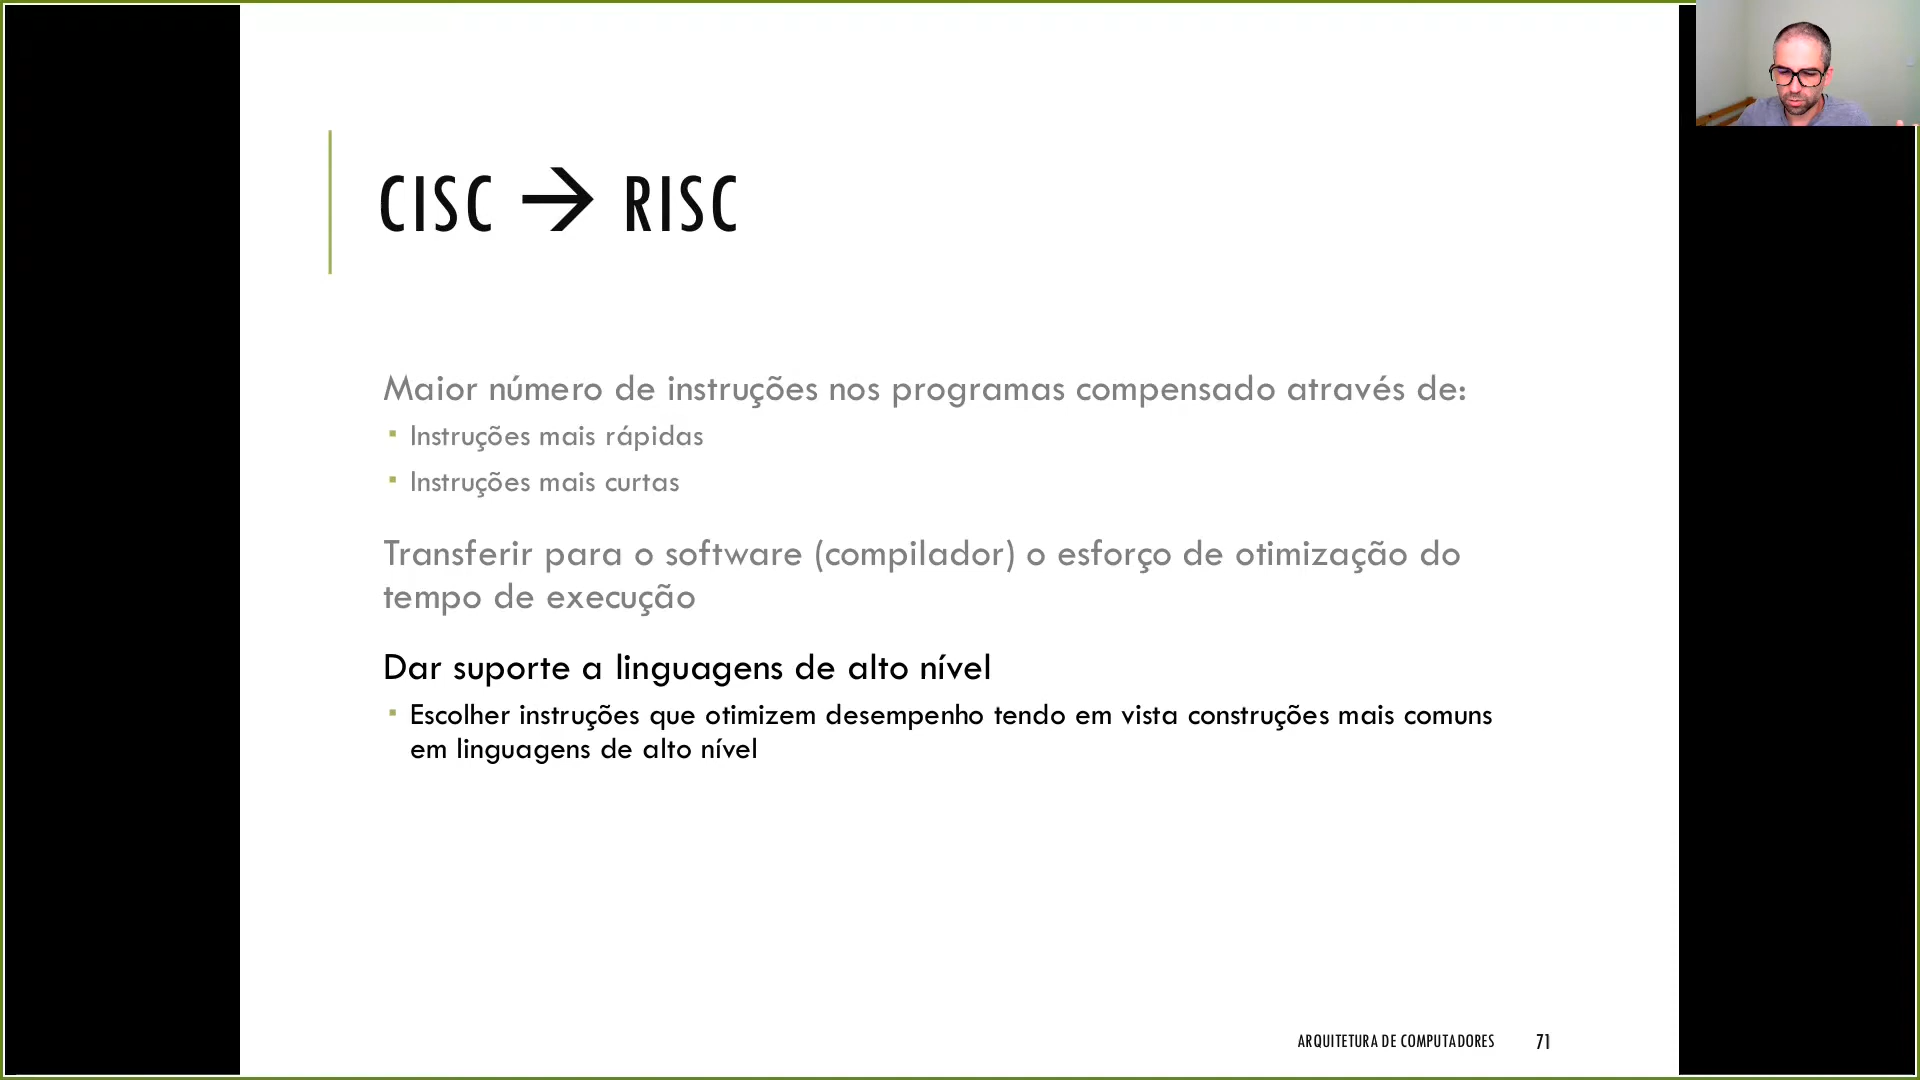 CISC → RISC
Maior número de instruções nos programas compensado através de:
▪ Instruções mais rápidas
▪ Instruções mais curtas
Transferir para o software (compilador) o esforço de otimização do
tempo de execução
Dar suporte a linguagens de alto nível
▪ Escolher instruções que otimizem desempenho tendo em vista construções mais comuns
em linguagens de alto nível
ARQUITETURA DE COMPUTADORES 71